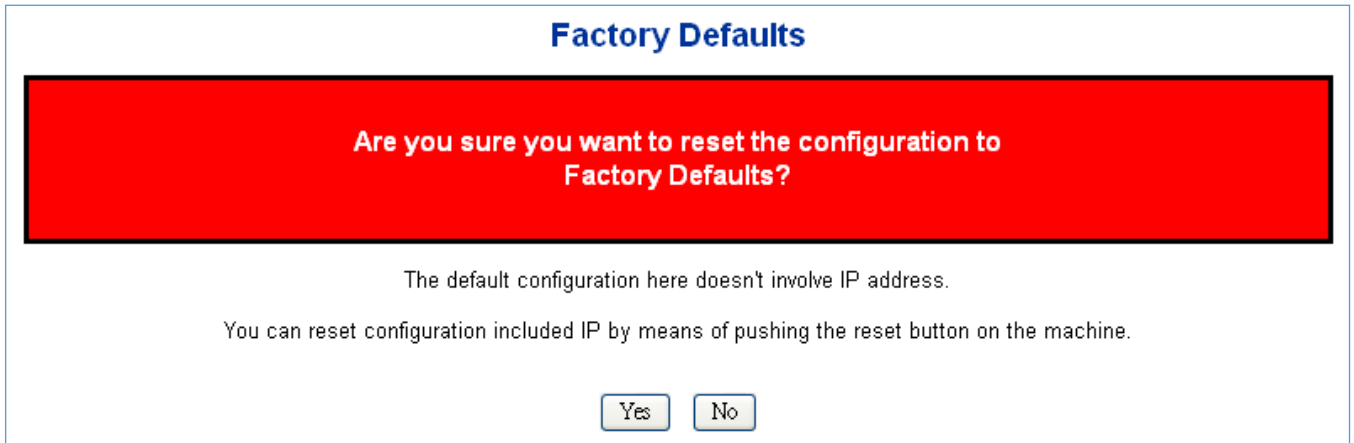 Factory Defaults
Are you sure you want to reset the configuration to
Factory Defaults?
The default configuration here doesn't involve IP address.
You can reset configuration included IP by means of pushing the reset button on the machine.
Yes No